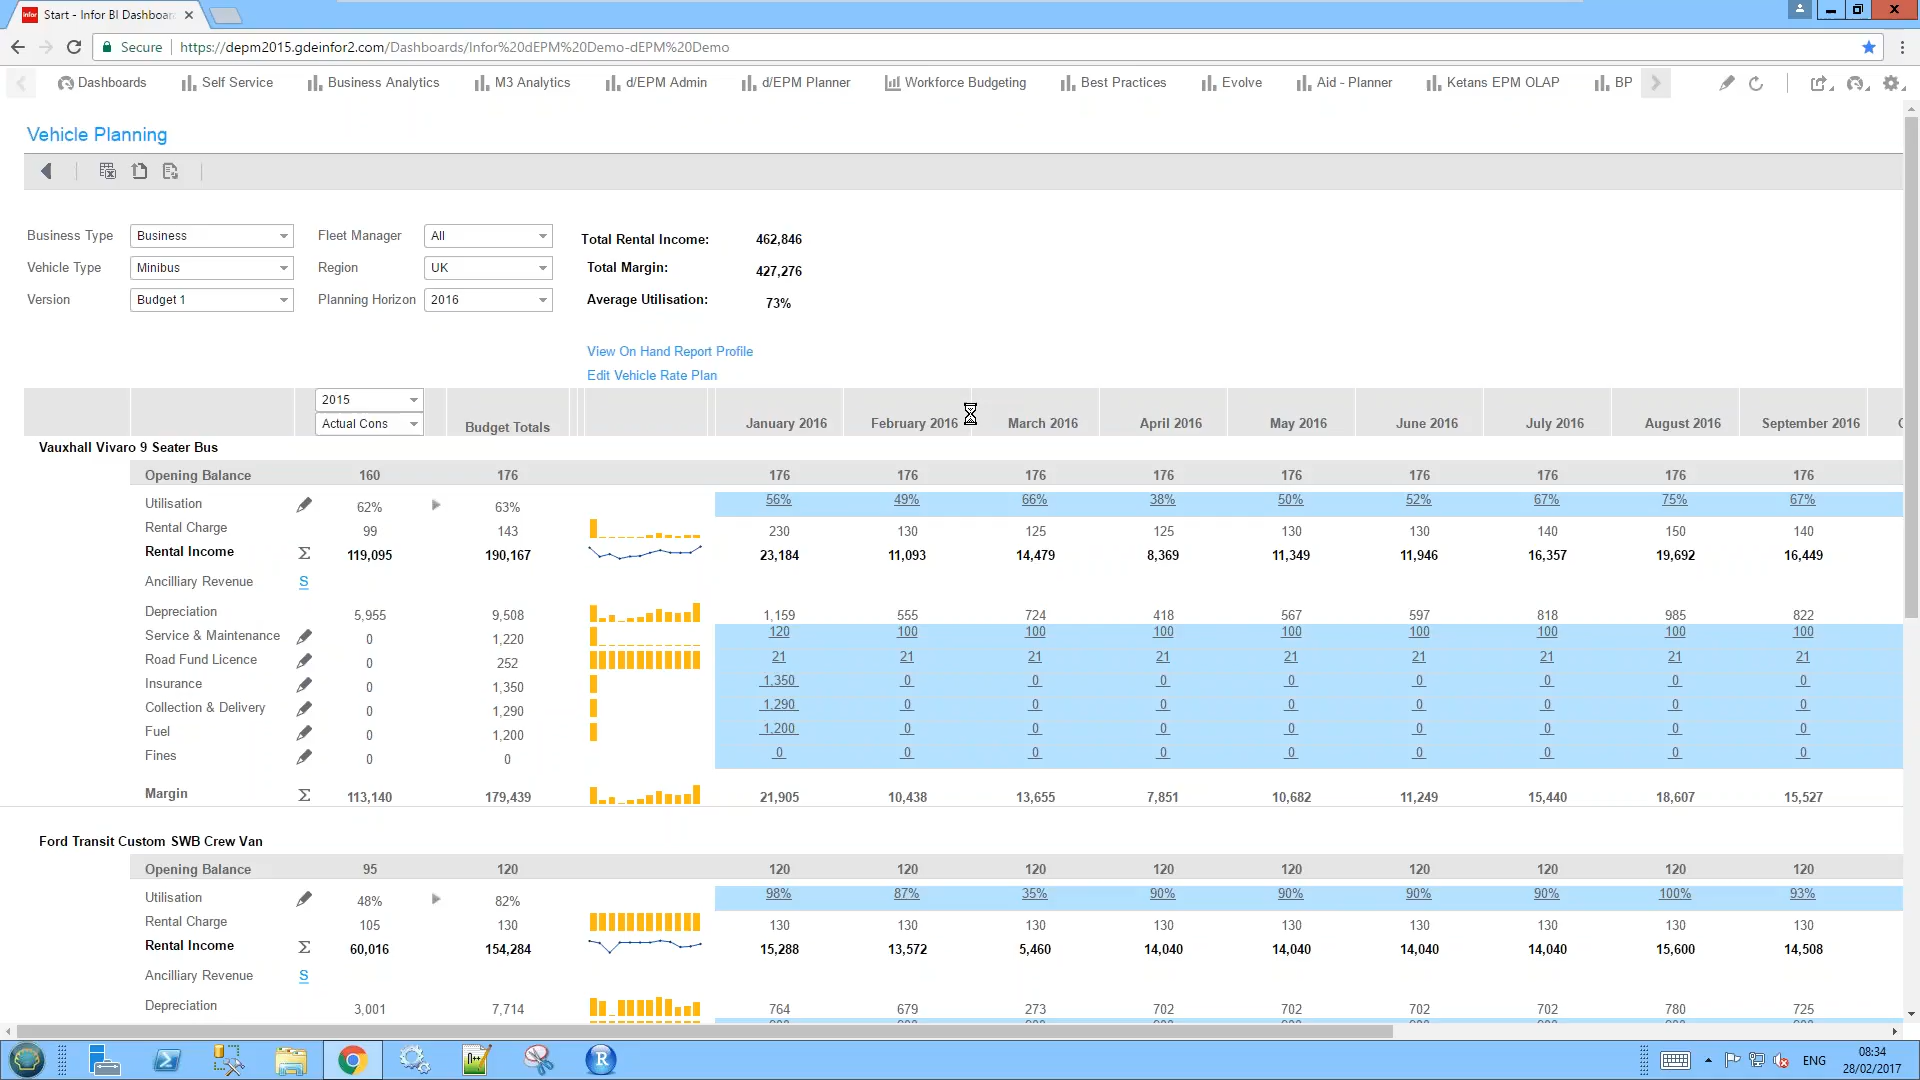 infor Start - Infor BI Dashboar
Secure https://depm2015.gdeinfor2.com/Dashboards/Infor%20dEPM%20Demo-dEPM%20Demo
Dashboards Self Service Business Analytics M3 Analytics d/EPM Admin d/EPM Planner Workforce Budgeting Best Practices Evolve Aid - Planner Ketans EPM OLAP BP
Vehicle Planning
Business Type Business Fleet Manager All Total Rental Income: 462,846
Vehicle Type Minibus Region UK Total Margin: 427,276
Version Budget 1 Planning Horizon 2016 Average Utilisation: 73%
View On Hand Report Profile
Edit Vehicle Rate Plan
2015
Actual Cons Budget Totals January 2016 February 2016 March 2016 April 2016 May 2016 June 2016 July 2016 August 2016 September 2016
Vauxhall Vivaro 9 Seater Bus
Opening Balance 160 176 176 176 176 176 176 176 176 176 176
Utilisation 62% 63% 56% 49% 66% 38% 50% 52% 67% 75% 67%
Rental Charge 99 143 230 130 125 125 130 130 140 150 140
Rental Income Σ 119,095 190,167 23,184 11,093 14,479 8,369 11,349 11,946 16,357 19,692 16,449
Ancilliary Revenue S
Depreciation 5,955 9,508 1,159 555 724 418 567 597 818 985 822
Service & Maintenance 0 1,220 120 100 100 100 100 100 100 100 100
Road Fund Licence 0 252 21 21 21 21 21 21 21 21 21
Insurance 0 1,350 1,350 0 0 0 0 0 0 0 0
Collection & Delivery 0 1,290 1,290 0 0 0 0 0 0 0 0
Fuel 0 1,200 1,200 0 0 0 0 0 0 0 0
Fines 0 0 0 0 0 0 0 0 0 0 0
Margin Σ 113,140 179,439 21,905 10,438 13,655 7,851 10,682 11,249 15,440 18,607 15,527
Ford Transit Custom SWB Crew Van
Opening Balance 95 120 120 120 120 120 120 120 120 120 120
Utilisation 48% 82% 98% 87% 35% 90% 90% 90% 90% 100% 93%
Rental Charge 105 130 130 130 130 130 130 130 130 130 130
Rental Income Σ 60,016 154,284 15,288 13,572 5,460 14,040 14,040 14,040 14,040 15,600 14,508
Ancilliary Revenue S
Depreciation 3,001 7,714 764 679 273 702 702 702 702 780 725
ENG 08:34
28/02/2017